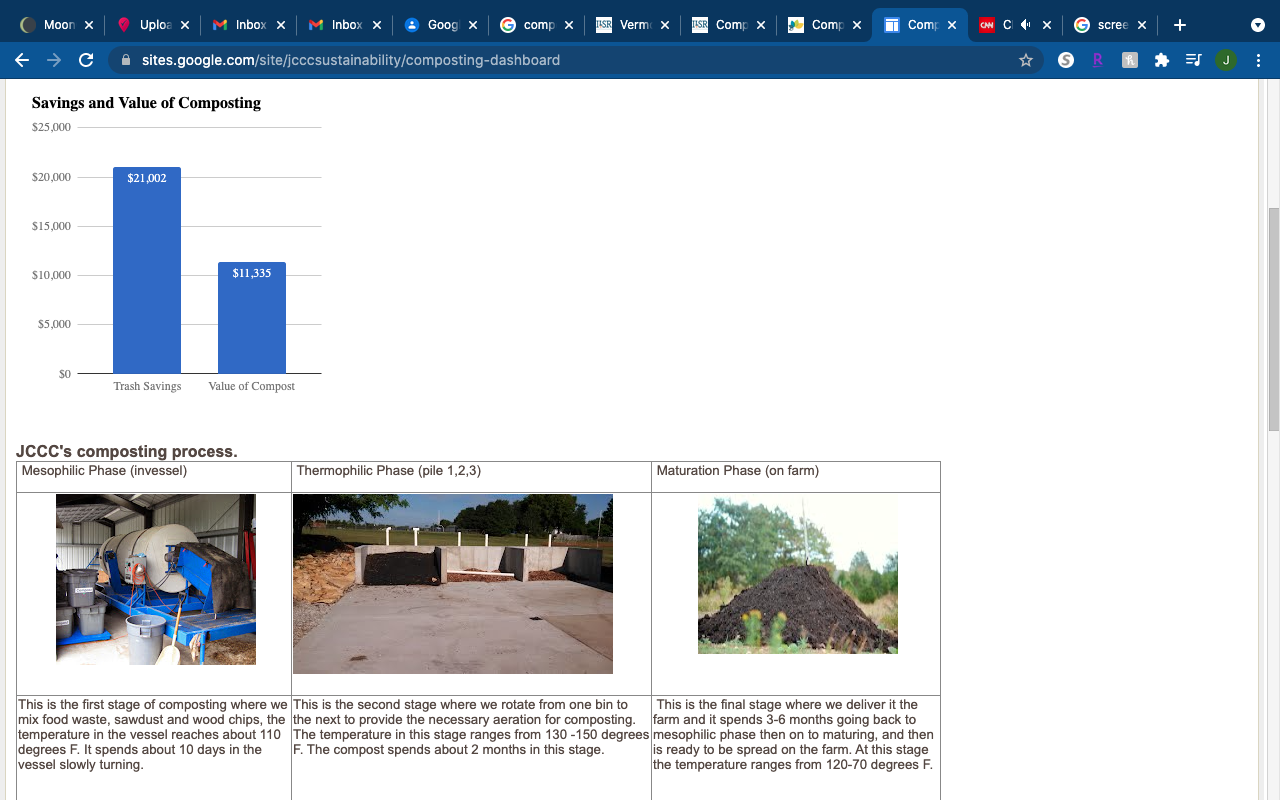 Moon
Uploa
Inbox
Inbox
Goog
comp
Verm
Comp
Comp
Comp
CNN
C
scree
sites.google.com/site/jcccsustainability/composting-dashboard
S
R
J
Savings and Value of Composting
$25,000
$20,000
$15,000
$10,000
$5,000
$0
$21,002
$11,335
Trash Savings
Value of Compost
JCCC's composting process.
Mesophilic Phase (invessel)
Thermophilic Phase (pile 1,2,3)
Maturation Phase (on farm)
This is the first stage of composting where we
mix food waste, sawdust and wood chips, the
temperature in the vessel reaches about 110
degrees F. It spends about 10 days in the
vessel slowly turning.
This is the second stage where we rotate from one bin to
the next to provide the necessary aeration for composting.
The temperature in this stage ranges from 130 -150 degrees
F. The compost spends about 2 months in this stage.
This is the final stage where we deliver it the
farm and it spends 3-6 months going back to
mesophilic phase then on to maturing, and then
is ready to be spread on the farm. At this stage
the temperature ranges from 120-70 degrees F.